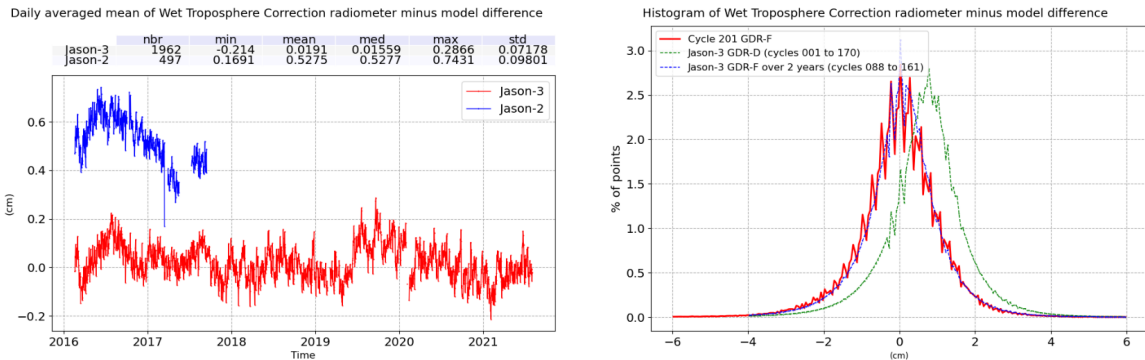 Daily averaged mean of Wet Troposphere Correction radiometer minus model difference
nbr min mean med max std
Jason-3 1962 -0.214 0.0191 0.01559 0.2866 0.07178
Jason-2 497 0.1691 0.5275 0.5277 0.7431 0.09801
Jason-3
Jason-2
0.6
0.4
0.2
0.0
−0.2
(cm)
2016 2017 2018 2019 2020 2021
Time
Histogram of Wet Troposphere Correction radiometer minus model difference
Cycle 201 GDR-F
Jason-3 GDR-D (cycles 001 to 170)
Jason-3 GDR-F over 2 years (cycles 088 to 161)
3.0
2.5
2.0
1.5
1.0
0.5
0.0
% of points
−6 −4 −2 0 2 4 6
(cm)